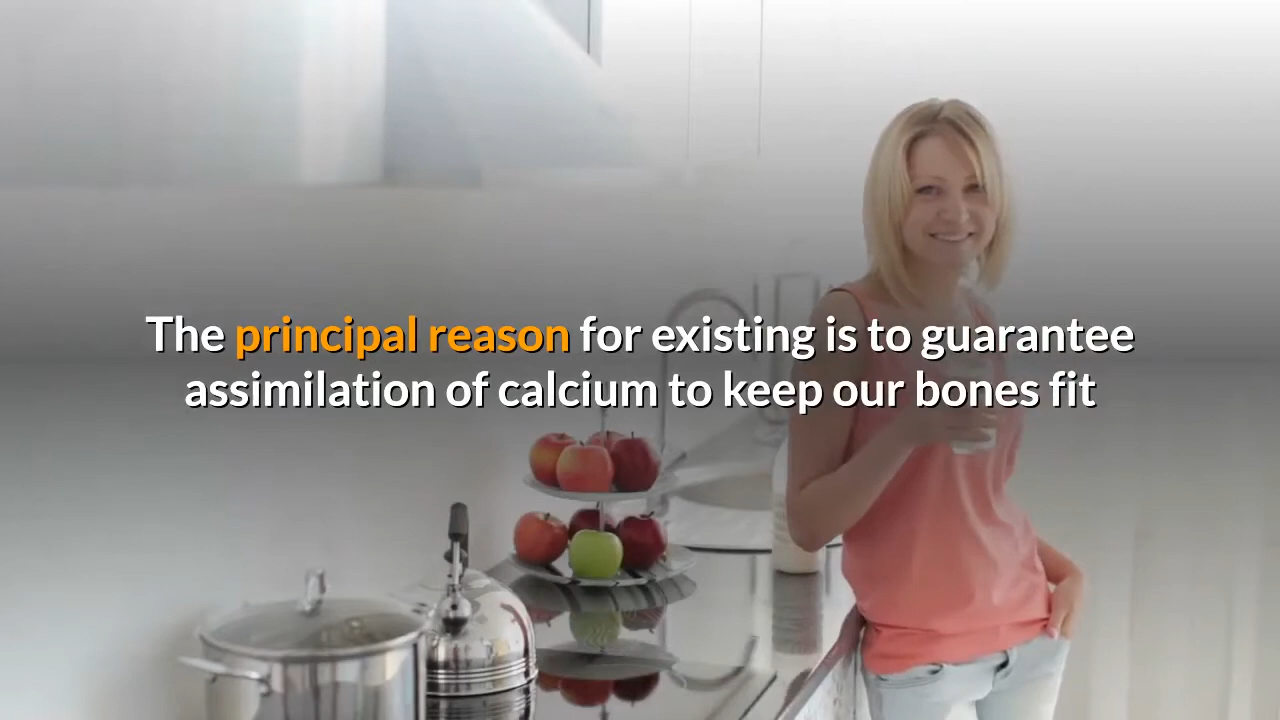 The principal reason for existing is to guarantee
assimilation of calcium to keep our bones fit